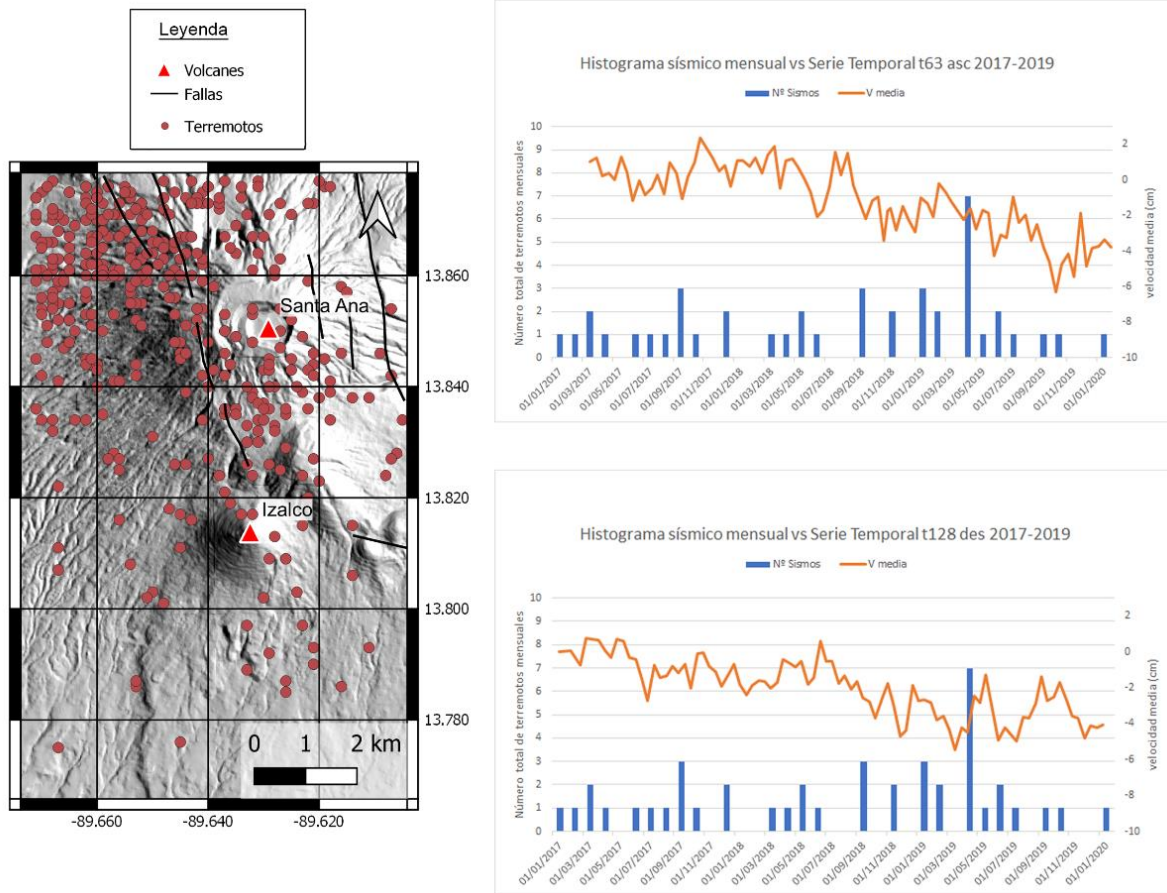 Leyenda
Volcanes
Fallas
Terremotos
Santa Ana
Izalco
13.860
13.840
13.820
13.800
13.780
0 1 2 km
-89.660 -89.640 -89.620
Histograma sísmico mensual vs Serie Temporal t63 asc 2017-2019
Nº Sismos V media
Número total de terremotos mensuales
10
9
8
7
6
5
4
3
2
1
0
2
0
-2
-4
-6
-8
-10
velocidad media (cm)
01/01/2017 01/03/2017 01/05/2017 01/07/2017 01/09/2017 01/11/2017 01/01/2018 01/03/2018 01/05/2018 01/07/2018 01/09/2018 01/11/2018 01/01/2019 01/03/2019 01/05/2019 01/07/2019 01/09/2019 01/11/2019 01/01/2020
Histograma sísmico mensual vs Serie Temporal t128 des 2017-2019
Nº Sismos V media
Número total de terremotos mensuales
10
9
8
7
6
5
4
3
2
1
0
2
0
-2
-4
-6
-8
-10
velocidad media (cm)
01/01/2017 01/03/2017 01/05/2017 01/07/2017 01/09/2017 01/11/2017 01/01/2018 01/03/2018 01/05/2018 01/07/2018 01/09/2018 01/11/2018 01/01/2019 01/03/2019 01/05/2019 01/07/2019 01/09/2019 01/11/2019 01/01/2020